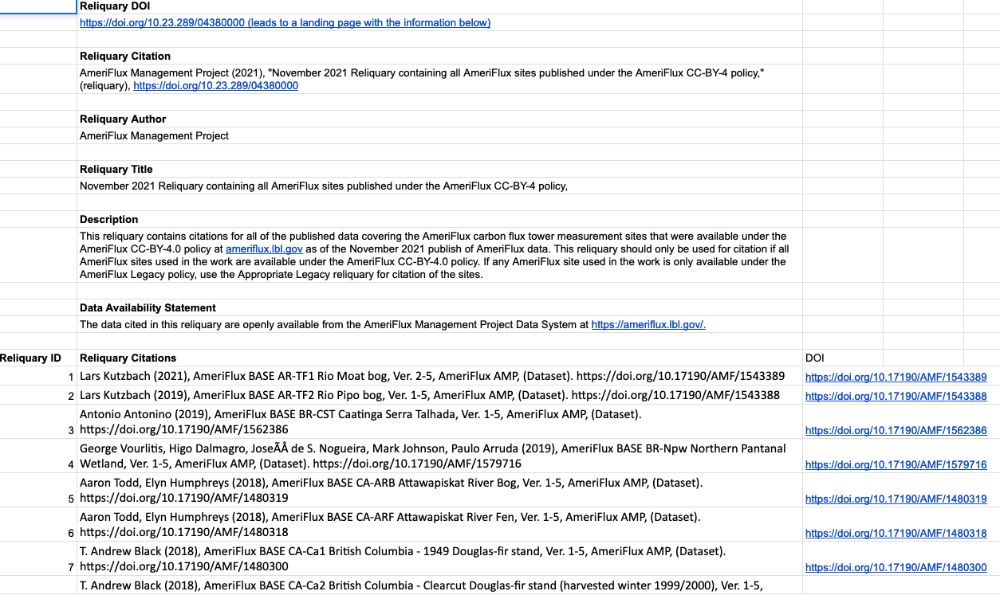 Reliquary DOI
https://doi.org/10.23.289/04380000 (leads to a landing page with the information below)
Reliquary Citation
AmeriFlux Management Project (2021), "November 2021 Reliquary containing all AmeriFlux sites published under the AmeriFlux CC-BY-4 policy,"
(reliquary), https://doi.org/10.23.289/04380000
Reliquary Author
AmeriFlux Management Project
Reliquary Title
November 2021 Reliquary containing all AmeriFlux sites published under the AmeriFlux CC-BY-4 policy,
Description
This reliquary contains citations for all of the published data covering the AmeriFlux carbon flux tower measurement sites that were available under the
AmeriFlux CC-BY-4.0 policy at ameriflux.lbl.gov as of the November 2021 publish of AmeriFlux data. This reliquary should only be used for citation if all
AmeriFlux sites used in the work are available under the AmeriFlux CC-BY-4.0 policy. If any AmeriFlux site used in the work is only available under the
AmeriFlux Legacy policy, use the Appropriate Legacy reliquary for citation of the sites.
Data Availability Statement
The data cited in this reliquary are openly available from the AmeriFlux Management Project Data System at https://ameriflux.lbl.gov/.
Reliquary ID Reliquary Citations DOI
1 Lars Kutzbach (2021), AmeriFlux BASE AR-TF1 Rio Moat bog, Ver. 2-5, AmeriFlux AMP, (Dataset). https://doi.org/10.17190/AMF/1543389 https://doi.org/10.17190/AMF/1543389
2 Lars Kutzbach (2019), AmeriFlux BASE AR-TF2 Rio Pipo bog, Ver. 1-5, AmeriFlux AMP, (Dataset). https://doi.org/10.17190/AMF/1543388 https://doi.org/10.17190/AMF/1543388
Antonio Antonino (2019), AmeriFlux BASE BR-CST Caatinga Serra Talhada, Ver. 1-5, AmeriFlux AMP, (Dataset).
3 https://doi.org/10.17190/AMF/1562386 https://doi.org/10.17190/AMF/1562386
George Vourlitis, Higo Dalmagro, JoseÃÅ de S. Nogueira, Mark Johnson, Paulo Arruda (2019), AmeriFlux BASE BR-Npw Northern Pantanal
4 Wetland, Ver. 1-5, AmeriFlux AMP, (Dataset). https://doi.org/10.17190/AMF/1579716 https://doi.org/10.17190/AMF/1579716
Aaron Todd, Elyn Humphreys (2018), AmeriFlux BASE CA-ARB Attawapiskat River Bog, Ver. 1-5, AmeriFlux AMP, (Dataset).
5 https://doi.org/10.17190/AMF/1480319 https://doi.org/10.17190/AMF/1480319
Aaron Todd, Elyn Humphreys (2018), AmeriFlux BASE CA-ARF Attawapiskat River Fen, Ver. 1-5, AmeriFlux AMP, (Dataset).
6 https://doi.org/10.17190/AMF/1480318 https://doi.org/10.17190/AMF/1480318
T. Andrew Black (2018), AmeriFlux BASE CA-Ca1 British Columbia - 1949 Douglas-fir stand, Ver. 1-5, AmeriFlux AMP, (Dataset).
7 https://doi.org/10.17190/AMF/1480300 https://doi.org/10.17190/AMF/1480300
T. Andrew Black (2018), AmeriFlux BASE CA-Ca2 British Columbia - Clearcut Douglas-fir stand (harvested winter 1999/2000), Ver. 1-5,